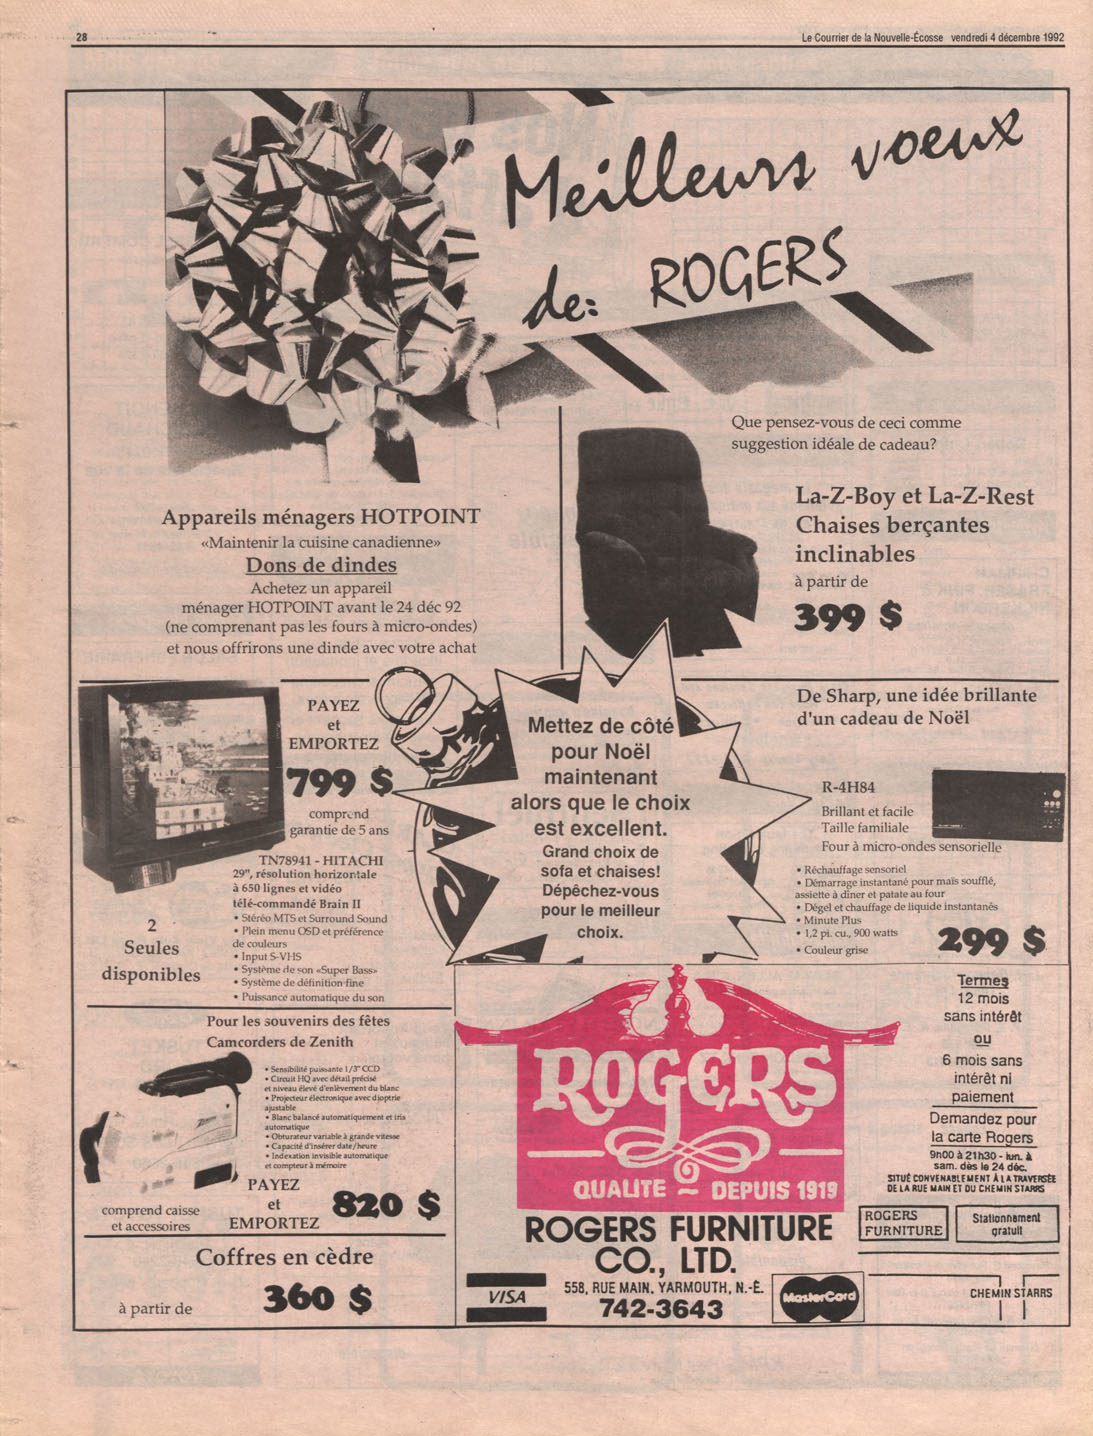 28
Le Courrier de la Nouvelle-Écosse vendredi 4 décembre 1992
Meilleurs voeux
de: ROGERS
Que pensez-vous de ceci comme
suggestion idéale de cadeau?
La-Z-Boy et La-Z-Rest
Chaises berçantes
inclinables
à partir de
399 $
Appareils ménagers HOTPOINT
«Maintenir la cuisine canadienne»
Dons de dindes
Achetez un appareil
ménager HOTPOINT avant le 24 déc 92
(ne comprenant pas les fours à micro-ondes)
et nous offrirons une dinde avec votre achat
PAYEZ
et
EMPORTEZ
799 $
comprend
garantie de 5 ans
TN78941 - HITACHI
29", résolution horizontale
à 650 lignes et vidéo
télé-commandé Brain II
• Stéréo MTS et Surround Sound
• Plein menu OSD et préférence
de couleurs
• Input S-VHS
• Système de son «Super Bass»
• Système de définition fine
• Puissance automatique du son
2
Seules
disponibles
Mettez de côté
pour Noël
maintenant
alors que le choix
est excellent.
Grand choix de
sofa et chaises!
Dépêchez-vous
pour le meilleur
choix.
De Sharp, une idée brillante
d'un cadeau de Noël
R-4H84
Brillant et facile
Taille familiale
Four à micro-ondes sensorielle
• Réchauffage sensoriel
• Démarrage instantané pour maïs soufflé,
assiette à dîner et patate au four
• Dégel et chauffage de liquide instantanés
• Minute Plus
• 1,2 pi. cu., 900 watts
• Couleur grise
299 $
Pour les souvenirs des fêtes
Camcorders de Zenith
• Sensibilité puissante 1/3" CCD
• Circuit HQ avec détail précisé
et niveau élevé d'enlèvement du blanc
• Projecteur électronique avec djoptrie
ajustable
• Blanc balancé automatiquement et iris
automatique
• Obturateur variable à grande vitesse
• Capacité d'insérer date/heure
• Indexation invisible automatique
et compteur à mémoire
comprend caisse
et accessoires
PAYEZ
et
EMPORTEZ
820 $
Coffres en cèdre
à partir de
360 $
ROGERS
QUALITE ~ DEPUIS 1919
ROGERS FURNITURE
CO., LTD.
558, RUE MAIN, YARMOUTH, N.-É.
742-3643
VISA
MasterCard
Termes
12 mois
sans intérêt
ou
6 mois sans
intérêt ni
paiement
Demandez pour
la carte Rogers
9h00 à 21h30 - lun. à
sam. dès le 24 déc.
SITUÉ CONVENABLEMENT À LA TRAVERSÉE
DE LA RUE MAIN ET DU CHEMIN STARRS
ROGERS
FURNITURE
Stationnement
gratuit
CHEMIN STARRS